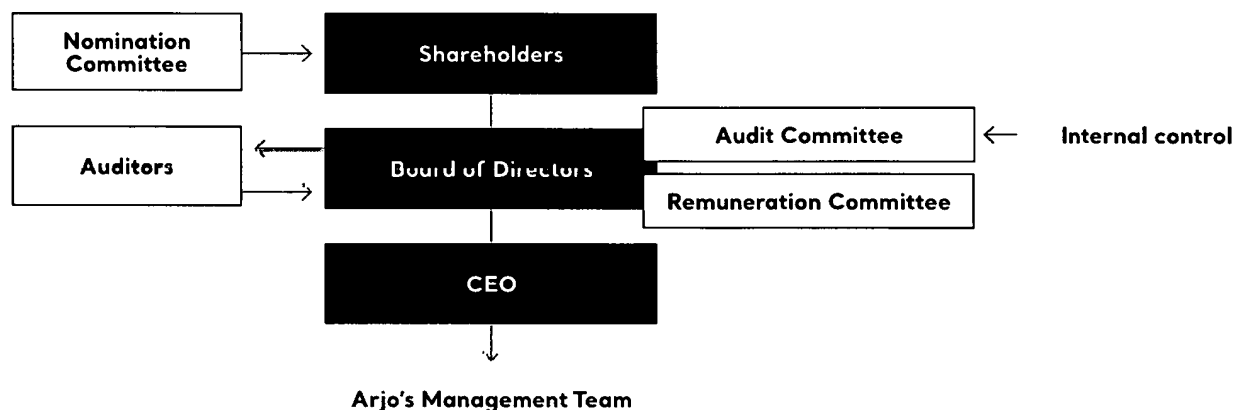 Nomination
Committee
Shareholders
Audit Committee
Internal control
Auditors
Board of Directors
Remuneration Committee
CEO
Arjo's Management Team